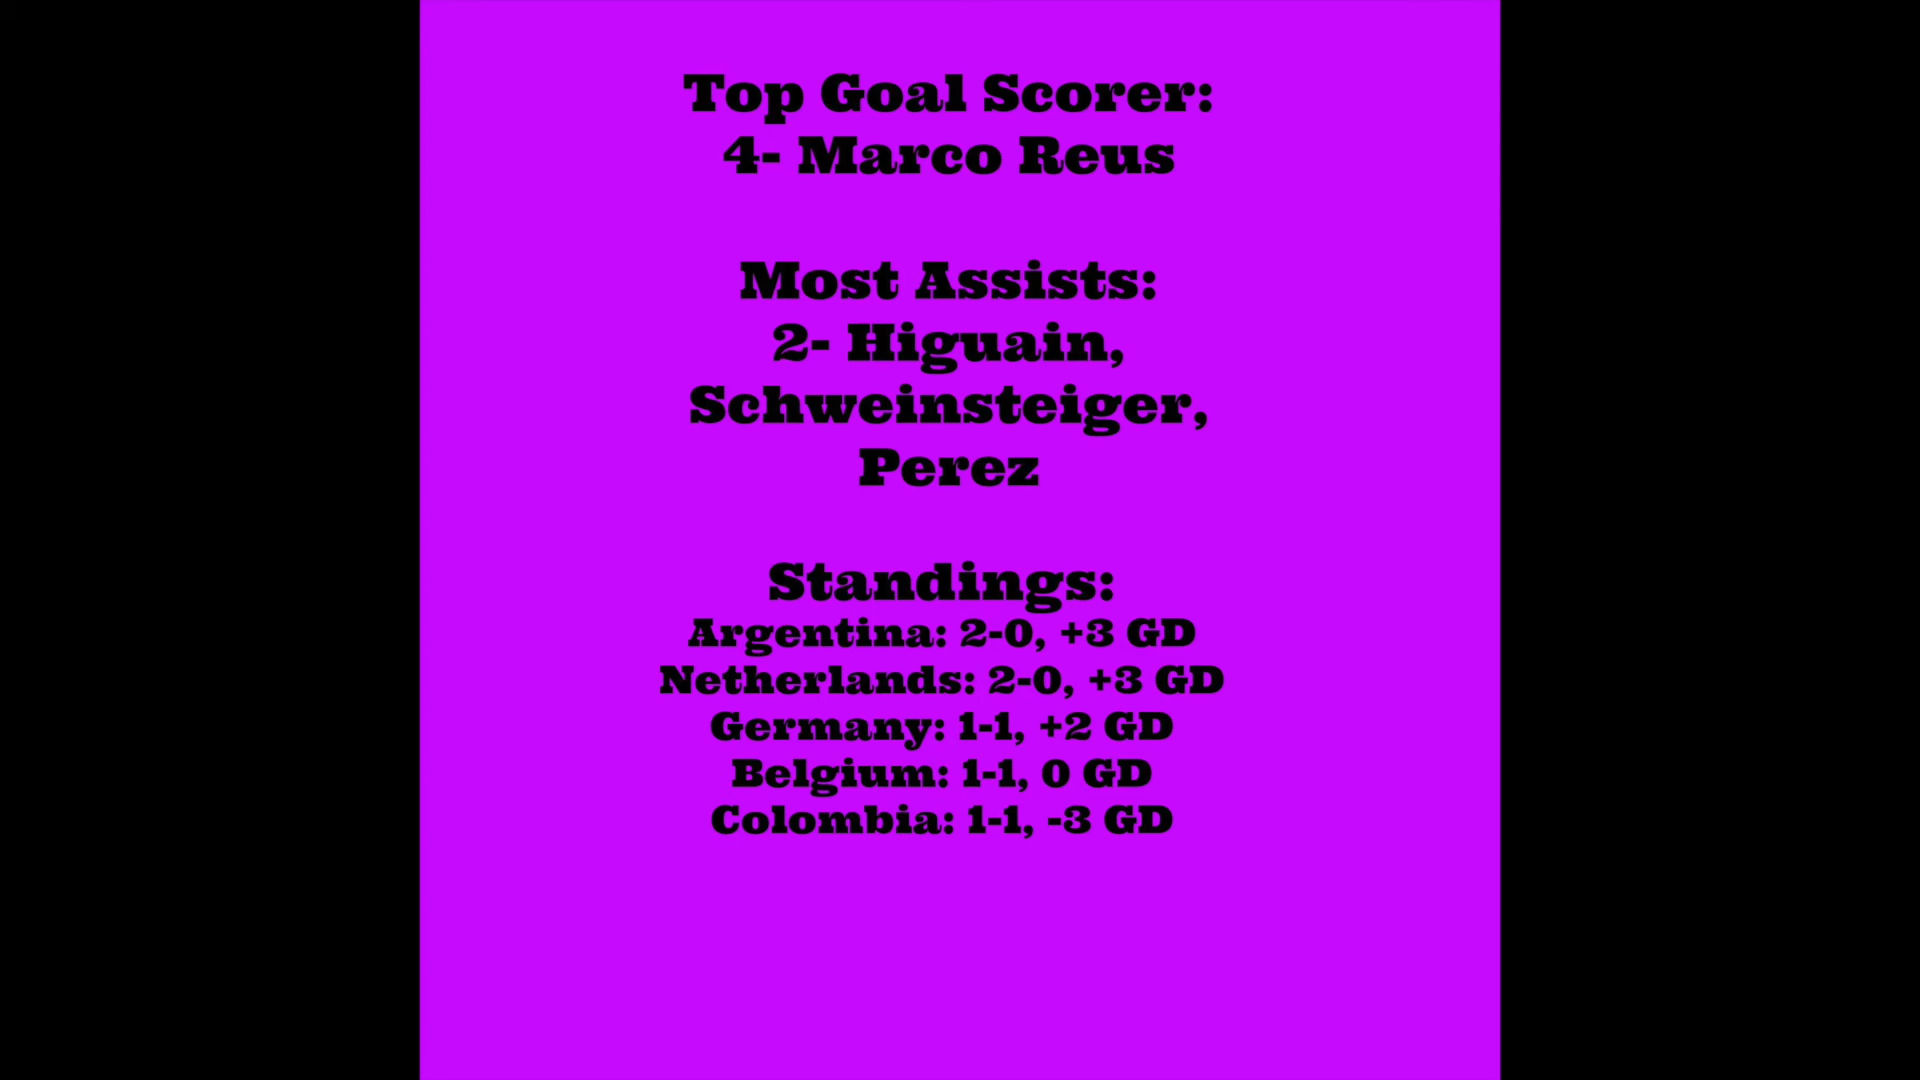 Top Goal Scorer:
4- Marco Reus
Most Assists:
2- Higuain,
Schweinsteiger,
Perez
Standings:
Argentina: 2-0, +3 GD
Netherlands: 2-0, +3 GD
Germany: 1-1, +2 GD
Belgium: 1-1, 0 GD
Colombia: 1-1, -3 GD